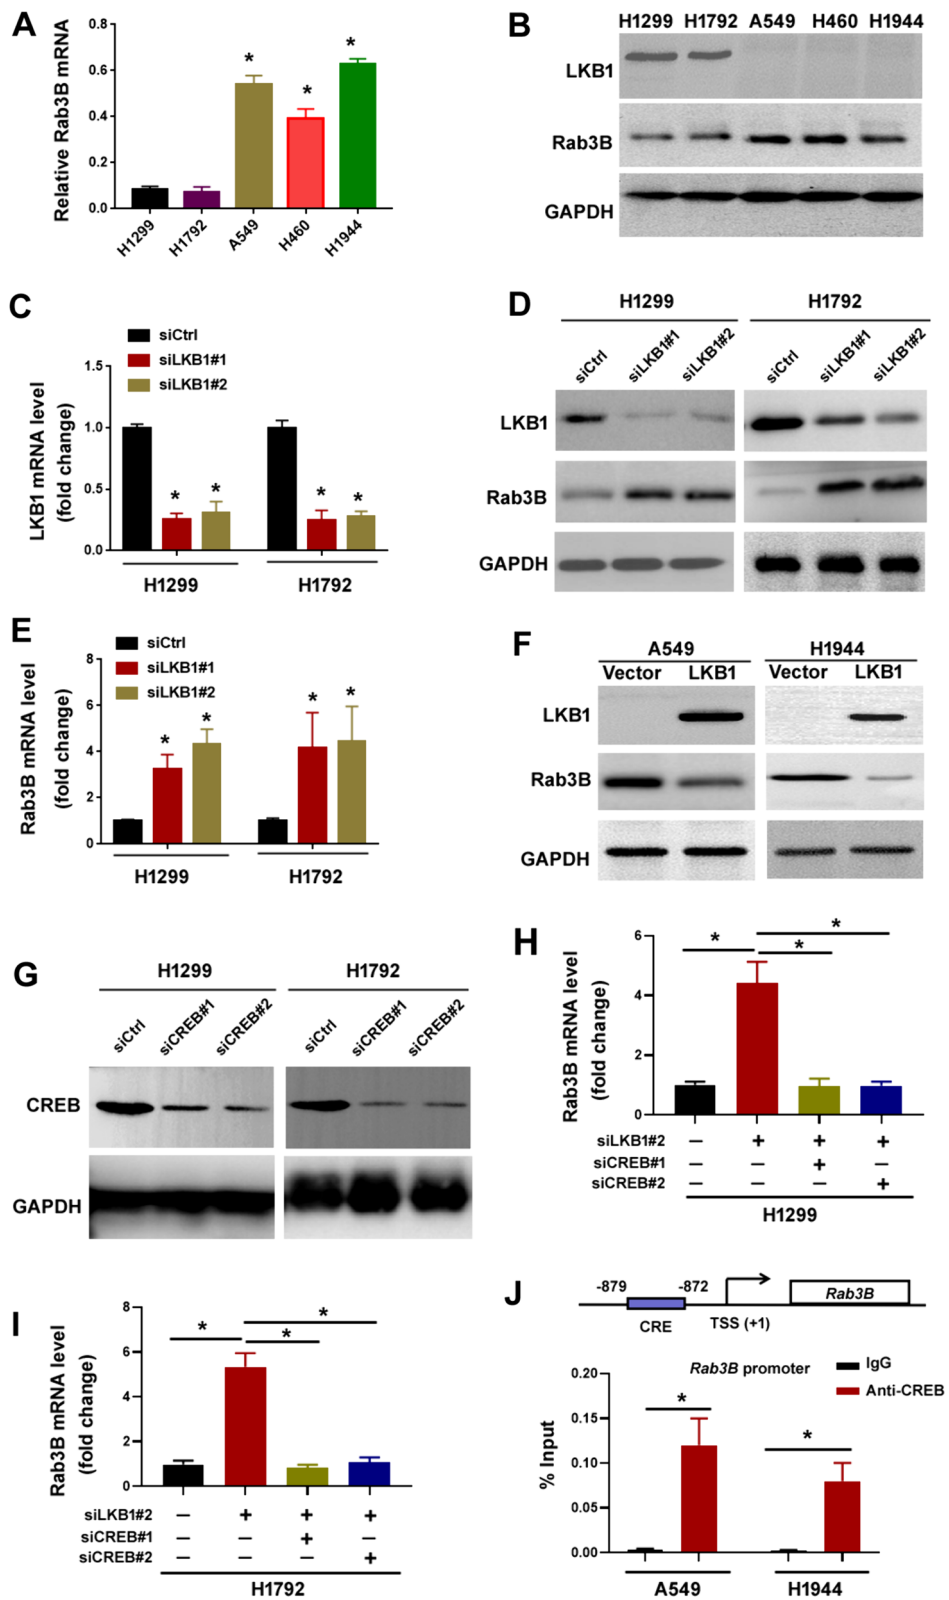 A
Relative Rab3B mRNA
0.8
0.6
0.4
0.2
0.0
H1299
H1792
A549
H460
H1944
*
*
*
B
H1299 H1792 A549 H460 H1944
LKB1
Rab3B
GAPDH
C
siCtrl
siLKB1#1
siLKB1#2
LKB1 mRNA level
(fold change)
1.5
1.0
0.5
0.0
* * * *
H1299 H1792
D
H1299 H1792
siCtrl siLKB1#1 siLKB1#2 siCtrl siLKB1#1 siLKB1#2
LKB1
Rab3B
GAPDH
E
siCtrl
siLKB1#1
siLKB1#2
Rab3B mRNA level
(fold change)
8
6
4
2
0
* * * *
H1299 H1792
F
A549 H1944
Vector LKB1 Vector LKB1
LKB1
Rab3B
GAPDH
G
H1299 H1792
siCtrl siCREB#1 siCREB#2 siCtrl siCREB#1 siCREB#2
CREB
GAPDH
H
Rab3B mRNA level
(fold change)
6
4
2
0
* * *
siLKB1#2 – + + +
siCREB#1 – – + –
siCREB#2 – – – +
H1299
I
Rab3B mRNA level
(fold change)
8
6
4
2
0
* * *
siLKB1#2 – + + +
siCREB#1 – – + –
siCREB#2 – – – +
H1792
J
-879 -872
CRE TSS (+1) Rab3B
Rab3B promoter
IgG
Anti-CREB
% Input
0.20
0.15
0.10
0.05
0.00
* *
A549 H1944